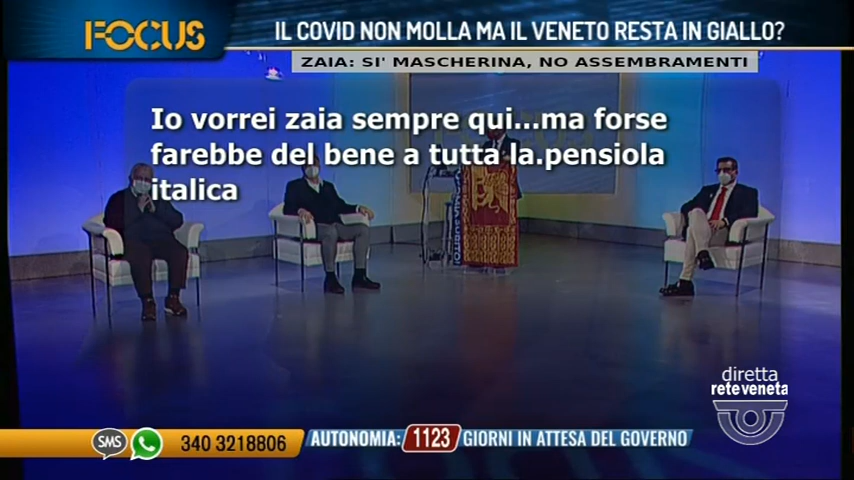 FOCUS
IL COVID NON MOLLA MA IL VENETO RESTA IN GIALLO?
ZAIA: SI' MASCHERINA, NO ASSEMBRAMENTI
Io vorrei zaia sempre qui...ma forse
farebbe del bene a tutta la.pensiola
italica
diretta
reteveneta
SMS 340 3218806 AUTONOMIA: 1123 GIORNI IN ATTESA DEL GOVERNO